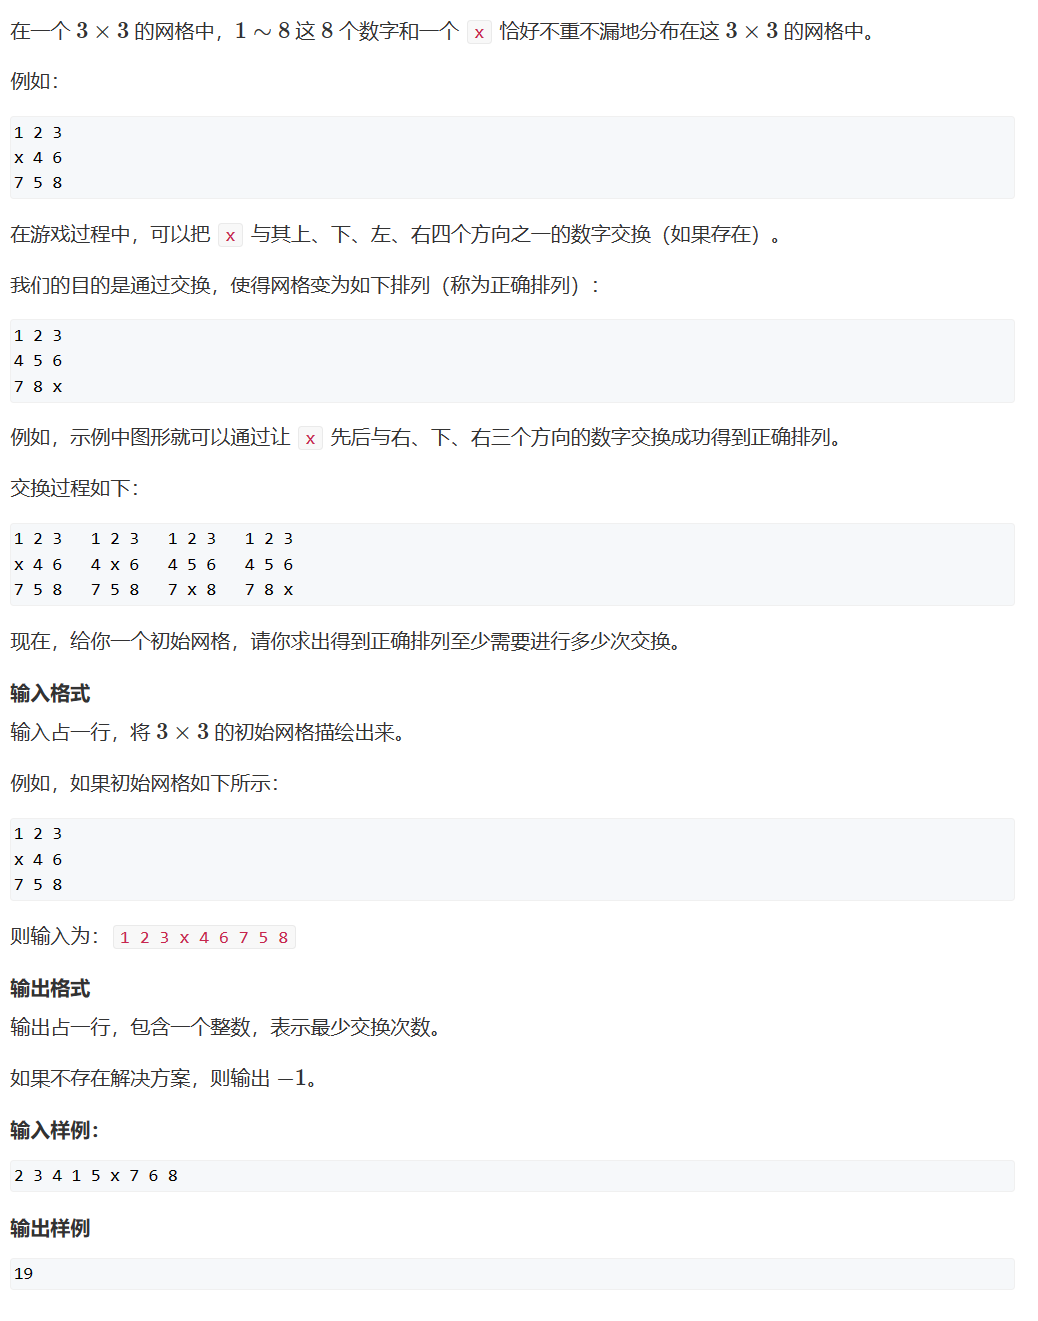 在一个 3 × 3 的网格中，1 ∼ 8 这 8 个数字和一个 x 恰好不重不漏地分布在这 3 × 3 的网格中。
例如：
1 2 3
x 4 6
7 5 8
在游戏过程中，可以把 x 与其上、下、左、右四个方向之一的数字交换（如果存在）。
我们的目的是通过交换，使得网格变为如下排列（称为正确排列）：
1 2 3
4 5 6
7 8 x
例如，示例中图形就可以通过让 x 先后与右、下、右三个方向的数字交换成功得到正确排列。
交换过程如下：
1 2 3   1 2 3   1 2 3   1 2 3
x 4 6   4 x 6   4 5 6   4 5 6
7 5 8   7 5 8   7 x 8   7 8 x
现在，给你一个初始网格，请你求出得到正确排列至少需要进行多少次交换。
输入格式
输入占一行，将 3 × 3 的初始网格描绘出来。
例如，如果初始网格如下所示：
1 2 3
x 4 6
7 5 8
则输入为：1 2 3 x 4 6 7 5 8
输出格式
输出占一行，包含一个整数，表示最少交换次数。
如果不存在解决方案，则输出 −1。
输入样例：
2 3 4 1 5 x 7 6 8
输出样例
19